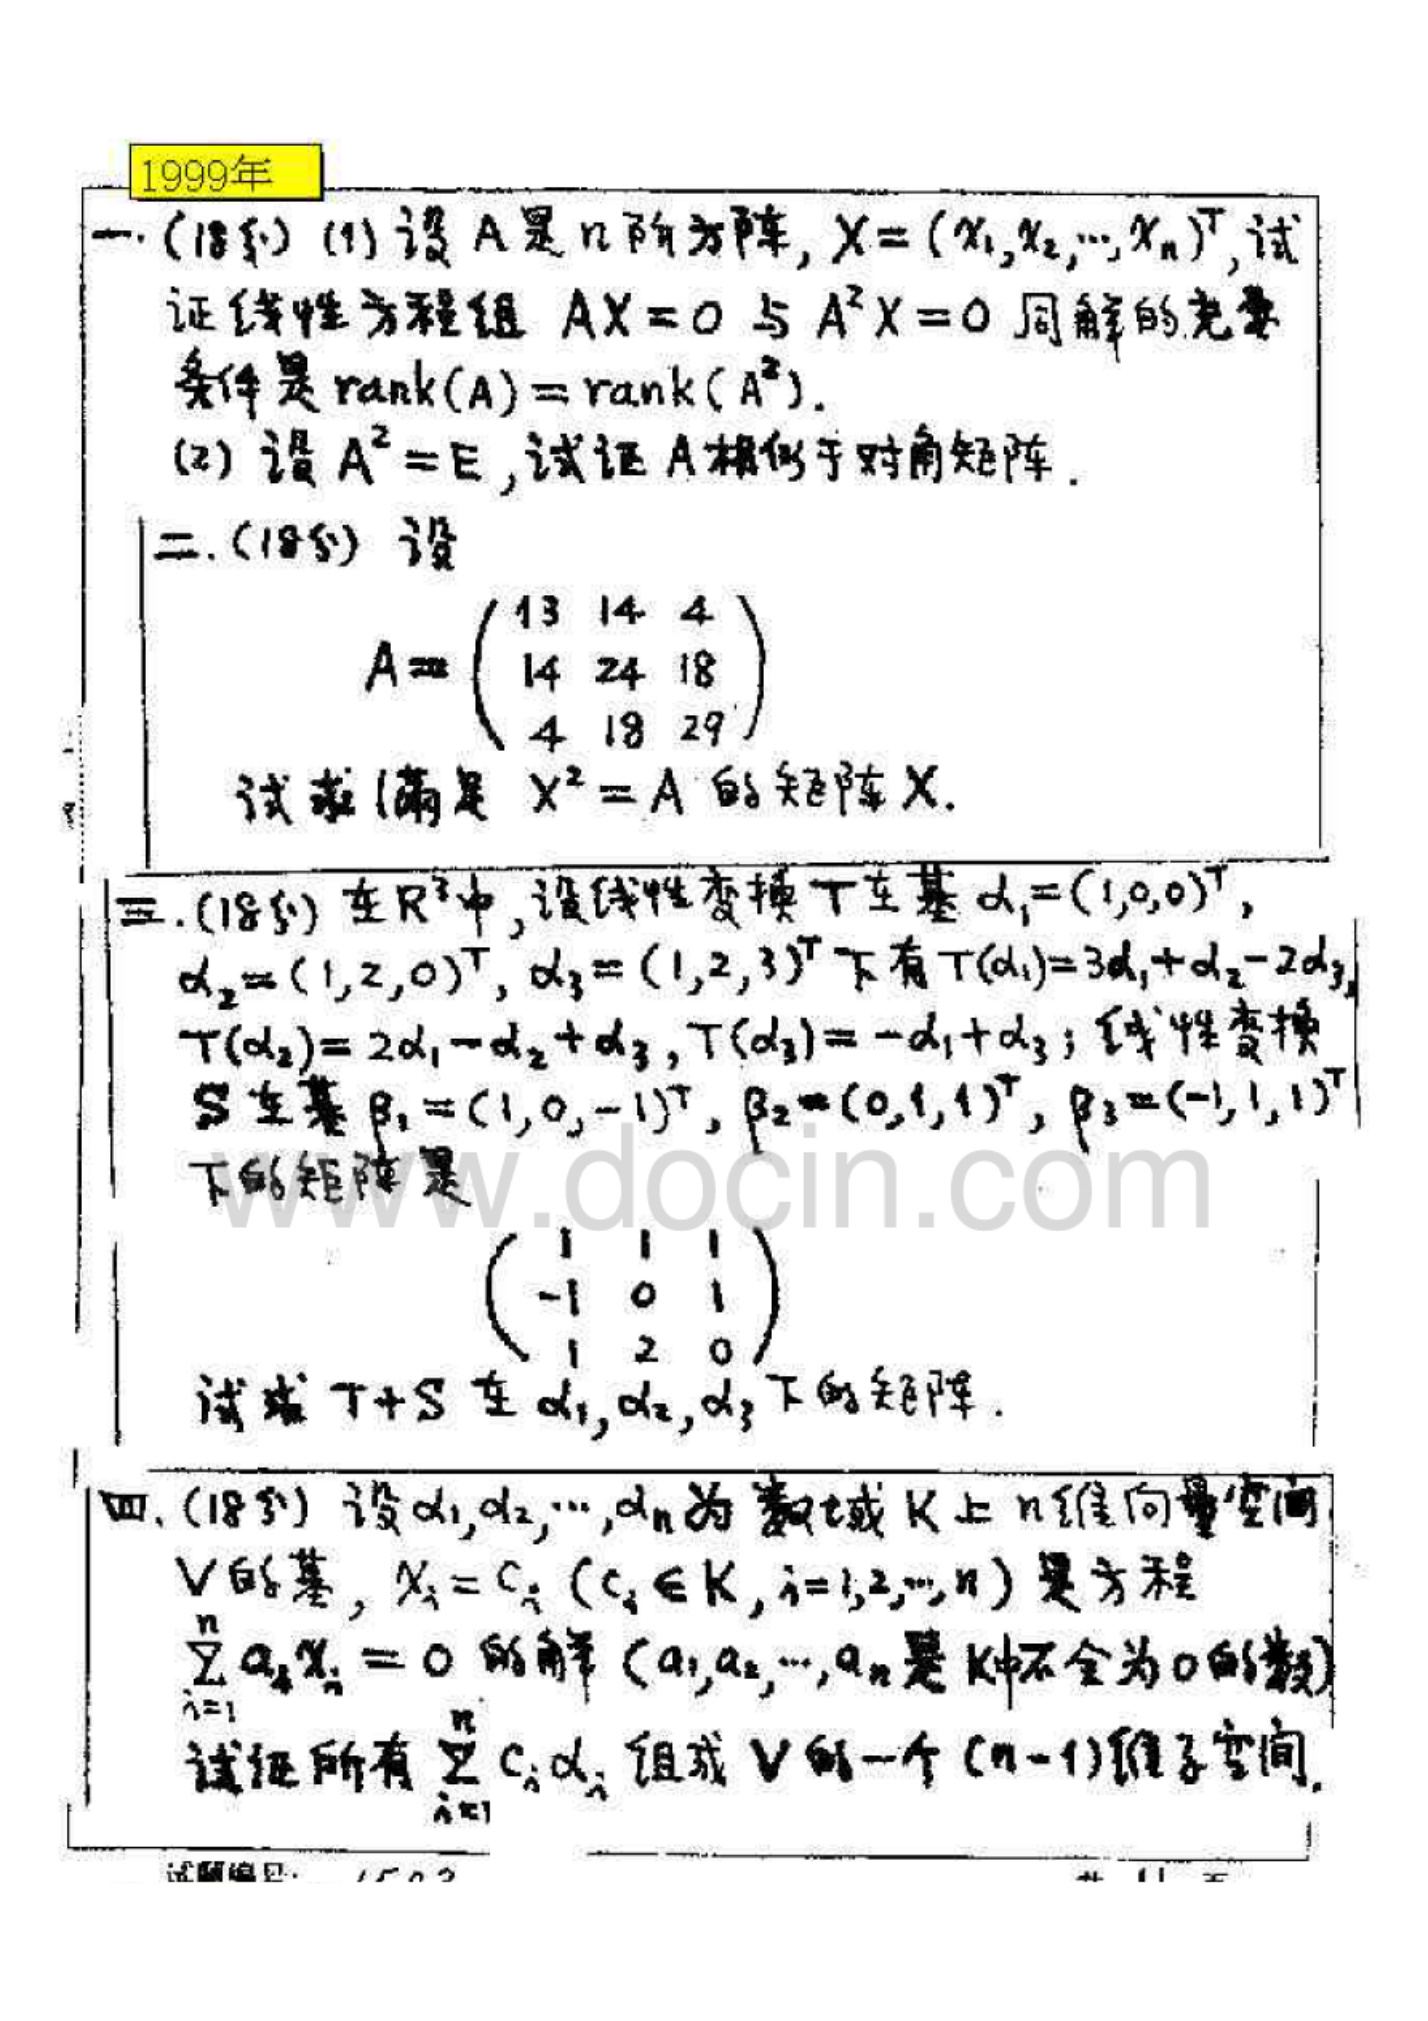 1999年
一.(18分) (1) 设 A 是 n 阶方阵, X=(x₁,x₂,…,xₙ)ᵀ,试
证线性方程组 AX=0 与 A²X=0 同解的充要
条件是 rank(A)=rank(A²).
(2) 设 A²=E,试证 A 相似于对角矩阵.
二.(18分) 设
13 14 4
A= 14 24 18
4 18 29
试求满足 X²=A 的矩阵 X.
三.(18分) 在 R³ 中,设线性变换 T 在基 α₁=(1,0,0)ᵀ,
α₂=(1,2,0)ᵀ, α₃=(1,2,3)ᵀ 下有 T(α₁)=3α₁+α₂-2α₃,
T(α₂)=2α₁-α₂+α₃, T(α₃)=-α₁+α₃; 线性变换
S 在基 β₁=(1,0,-1)ᵀ, β₂=(0,1,1)ᵀ, β₃=(-1,1,1)ᵀ
下的矩阵是
www.docin.com
1 1 1
-1 0 1
1 2 0
试求 T+S 在 α₁,α₂,α₃ 下的矩阵.
四.(18分) 设 α₁,α₂,…,αₙ 为数域 K 上 n 维向量空间
V 的基, xᵢ=cᵢ (cᵢ∈K, i=1,2,…,n) 是方程
∑ⁿᵢ₌₁ aᵢxᵢ=0 的解 (a₁,a₂,…,aₙ 是 K 中不全为 0 的数)
试证所有 ∑ⁿᵢ₌₁ cᵢαᵢ 组成 V 的一个 (n-1) 维子空间.
试题编号: